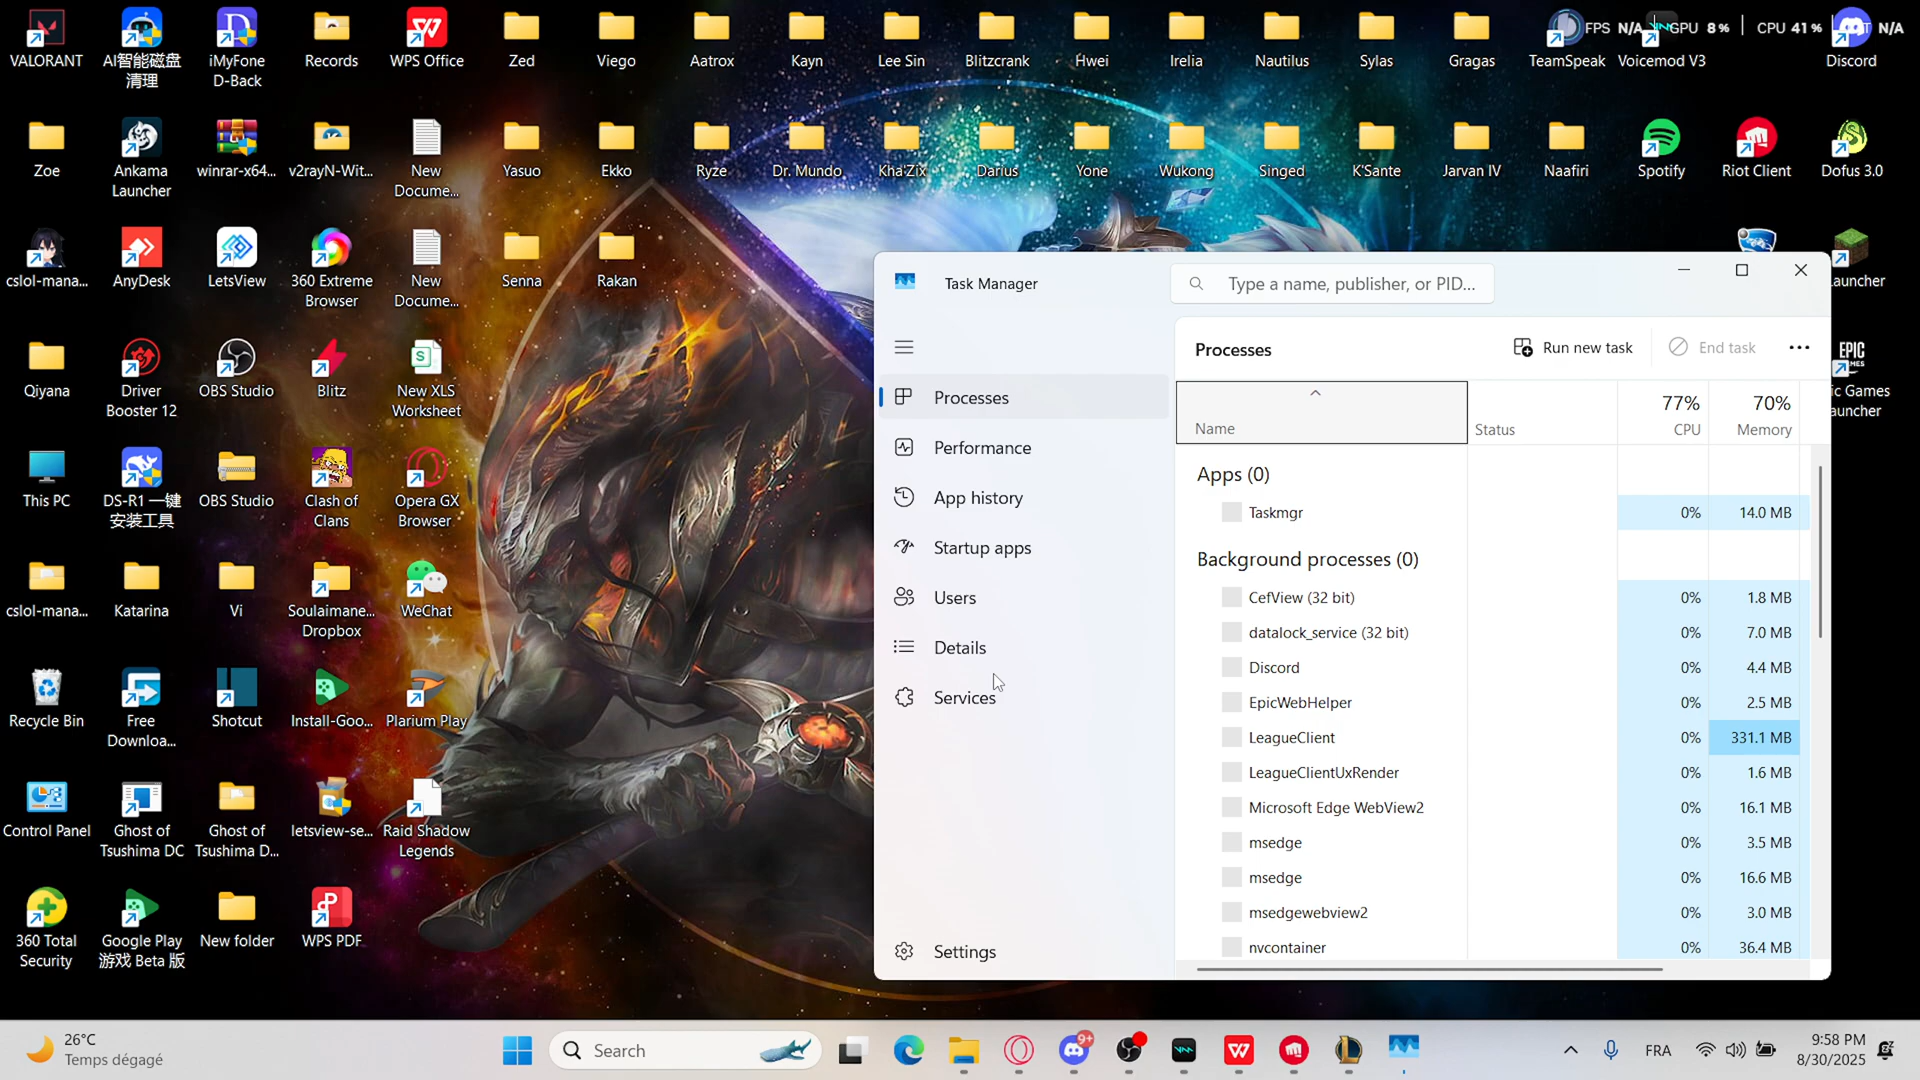 VALORANT
AI智能磁盘
清理
iMyFone
D-Back
Records
WPS Office
Zed
Viego
Aatrox
Kayn
Lee Sin
Blitzcrank
Hwei
Irelia
Nautilus
Sylas
Gragas
TeamSpeak
Voicemod V3
Discord
FPS N/A
GPU 8 %
CPU 41 %
N/A
Zoe
Ankama
Launcher
winrar-x64...
v2rayN-Wit...
New
Docume...
Yasuo
Ekko
Ryze
Dr. Mundo
Kha'Zix
Darius
Yone
Wukong
Singed
K'Sante
Jarvan IV
Naafiri
Spotify
Riot Client
Dofus 3.0
cslol-mana...
AnyDesk
LetsView
360 Extreme
Browser
New
Docume...
Senna
Rakan
auncher
Qiyana
Driver
Booster 12
OBS Studio
Blitz
New XLS
Worksheet
EPIC
GAMES
ic Games
auncher
This PC
DS-R1 一键
安装工具
OBS Studio
Clash of
Clans
Opera GX
Browser
cslol-mana...
Katarina
Vi
Soulaimane...
Dropbox
WeChat
Recycle Bin
Free
Downloa...
Shotcut
Install-Goo...
Plarium Play
Control Panel
Ghost of
Tsushima DC
Ghost of
Tsushima D...
letsview-se...
Raid Shadow
Legends
360 Total
Security
Google Play
游戏 Beta 版
New folder
WPS PDF
Task Manager
Type a name, publisher, or PID...
Processes
Performance
App history
Startup apps
Users
Details
Services
Settings
Processes
Run new task
End task
Name
Status
77%
CPU
70%
Memory
Apps (0)
Taskmgr 0% 14.0 MB
Background processes (0)
CefView (32 bit) 0% 1.8 MB
datalock_service (32 bit) 0% 7.0 MB
Discord 0% 4.4 MB
EpicWebHelper 0% 2.5 MB
LeagueClient 0% 331.1 MB
LeagueClientUxRender 0% 1.6 MB
Microsoft Edge WebView2 0% 16.1 MB
msedge 0% 3.5 MB
msedge 0% 16.6 MB
msedgewebview2 0% 3.0 MB
nvcontainer 0% 36.4 MB
26°C
Temps dégagé
Search
9+
FRA
9:58 PM
8/30/2025